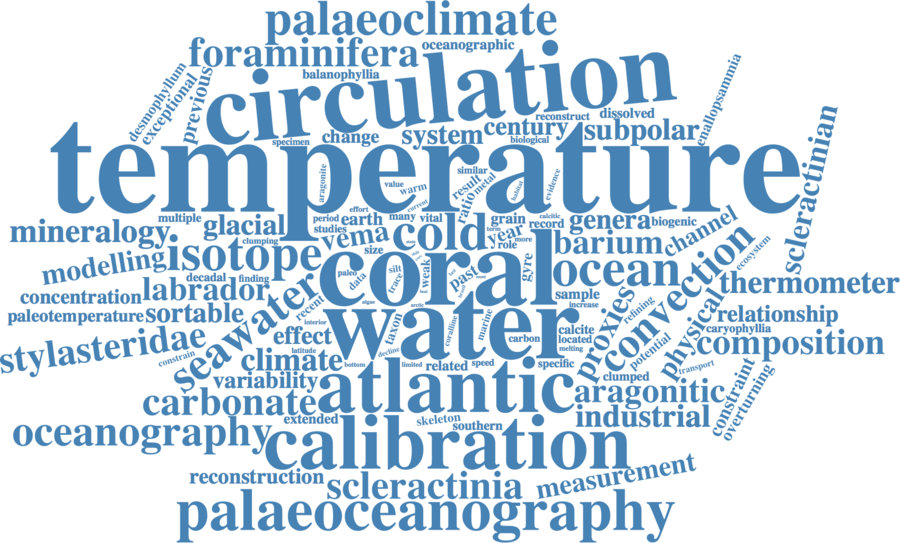 palaeoclimate
foraminifera
oceanographic
balanophyllia
desmophyllum
exceptional
previous
circulation
enallopsammia
reconstruct
dissolved
specimen
change
system
century
biological
subpolar
temperature
scleractinian
aragonite
value
warm
similar
result
metal
ratio
habitat
evidence
effort
current
mineralogy
multiple
glacial
period
earth
many
vital
grain
calcitic
genera
biogenic
studies
vema
cold
year
term
record
channel
clumping
isotope
size
more
role
barium
ecosystem
modelling
decadal
finding
paleo
data
silt
trace
weak
coral
past
gyre
ocean
convection
thermometer
concentration
labrador
seawater
recent
algae
arctic
sample
increase
proxies
refining
physical
paleotemperature
sortable
interior
effect
taxon
water
coralline
marine
carbon
calcite
located
melting
potential
relationship
caryophyllia
composition
stylasteridae
constrain
climate
latitude
decline
bottom
limited
related
speed
specific
clumped
transport
variability
atlantic
aragonitic
constraint
overturning
carbonate
extended
skeleton
southern
industrial
oceanography
calibration
reconstruction
scleractinia
measurement
palaeoceanography